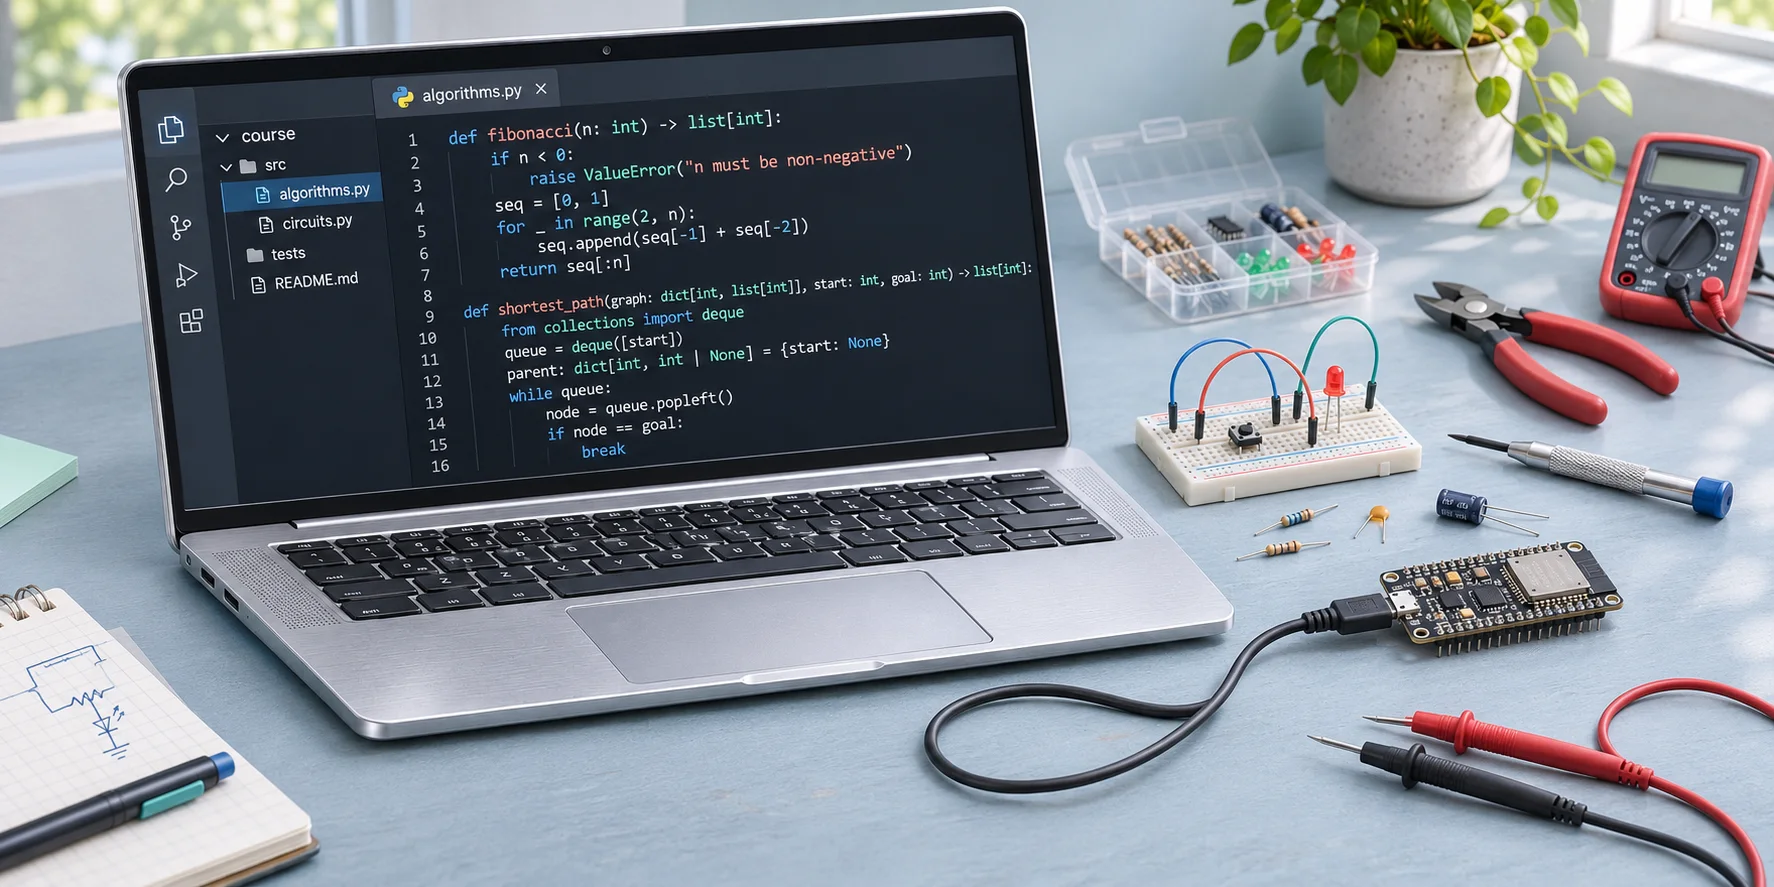 algorithms.py
course
src
algorithms.py
circuits.py
tests
README.md
1 def fibonacci(n: int) -> list[int]:
2 if n < 0:
3 raise ValueError("n must be non-negative")
4 seq = [0, 1]
5 for _ in range(2, n):
6 seq.append(seq[-1] + seq[-2])
7 return seq[:n]
8
9 def shortest_path(graph: dict[int, list[int]], start: int, goal: int) -> list[int]:
10 from collections import deque
11 queue = deque([start])
12 parent: dict[int, int | None] = {start: None}
13 while queue:
14 node = queue.popleft()
15 if node == goal:
16 break